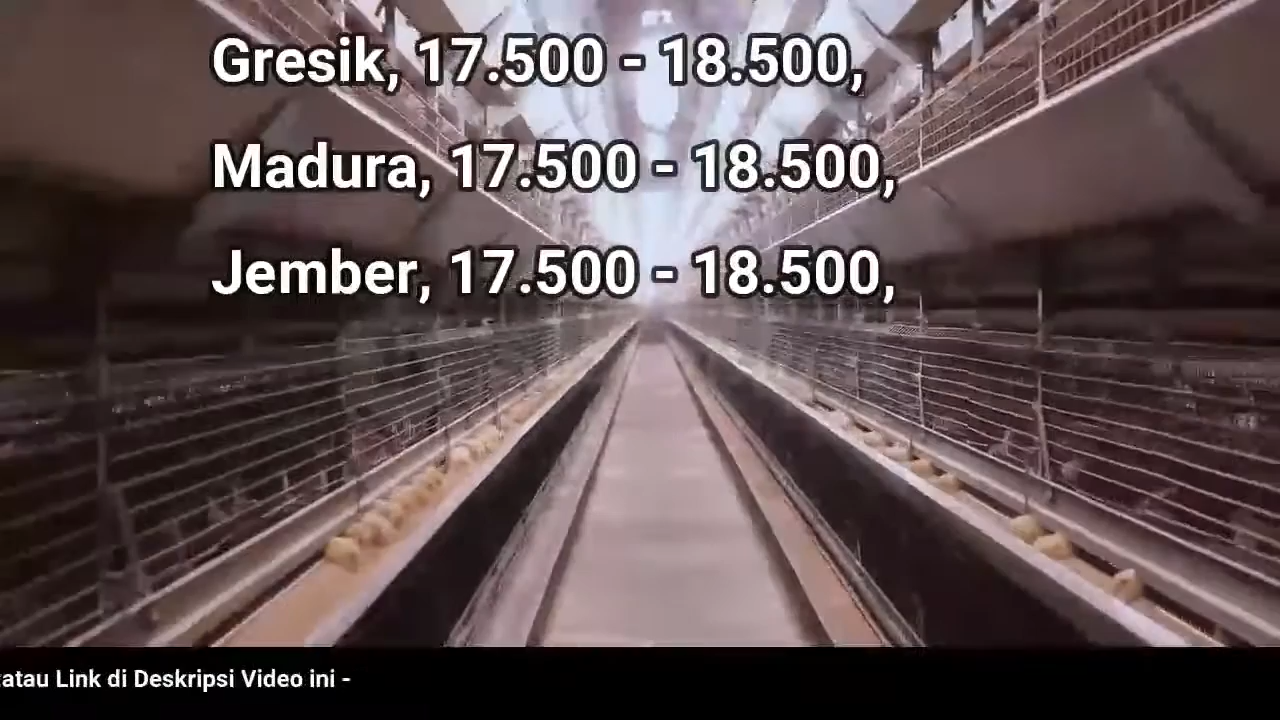 Gresik, 17.500 - 18.500,
Madura, 17.500 - 18.500,
Jember, 17.500 - 18.500,
atau Link di Deskripsi Video ini -